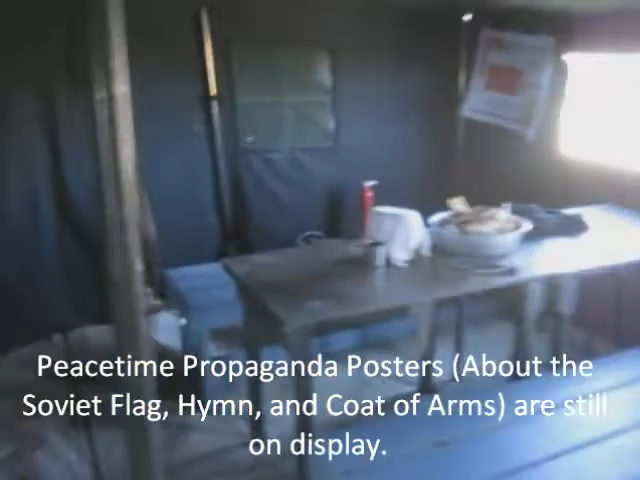 Peacetime Propaganda Posters (About the
Soviet Flag, Hymn, and Coat of Arms) are still
on display.